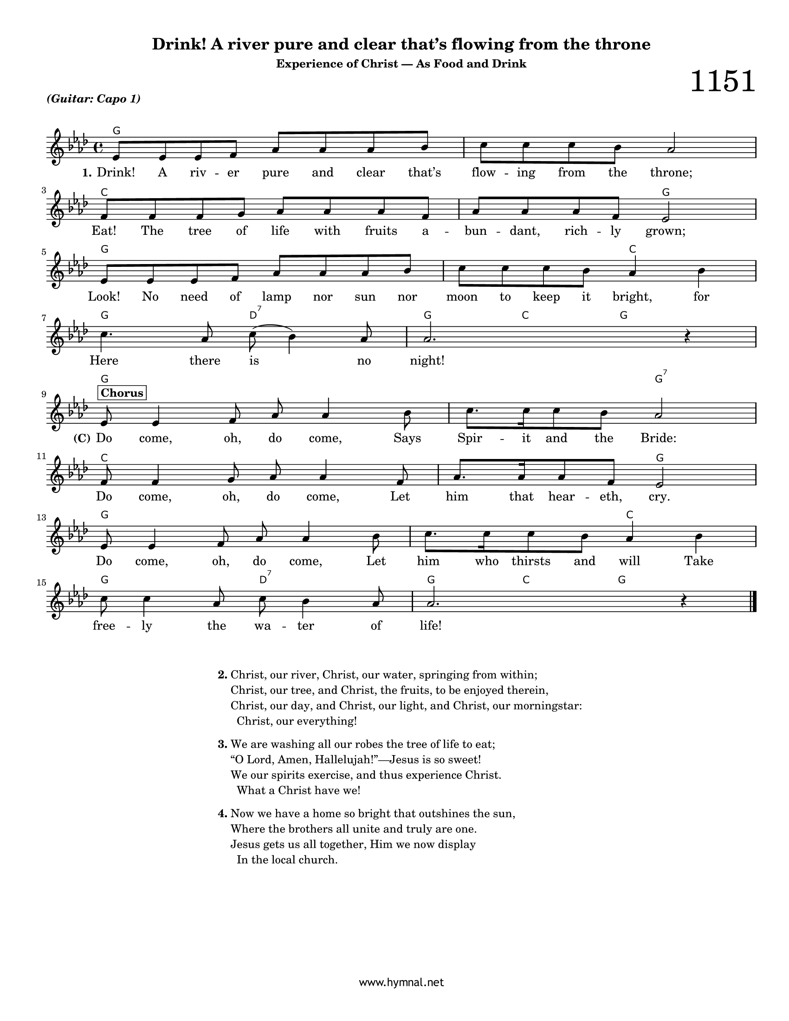 Drink! A river pure and clear that's flowing from the throne
Experience of Christ — As Food and Drink
1151
(Guitar: Capo 1)
G
1. Drink! A riv - er pure and clear that's flow - ing from the throne;
3 C G
Eat! The tree of life with fruits a - bun - dant, rich - ly grown;
5 G C
Look! No need of lamp nor sun nor moon to keep it bright, for
7 G D7 G C G
Here there is no night!
G G7
9 Chorus
(C) Do come, oh, do come, Says Spir - it and the Bride:
11 C G
Do come, oh, do come, Let him that hear - eth, cry.
13 G C
Do come, oh, do come, Let him who thirsts and will Take
15 G D7 G C G
free - ly the wa - ter of life!
2. Christ, our river, Christ, our water, springing from within;
Christ, our tree, and Christ, the fruits, to be enjoyed therein,
Christ, our day, and Christ, our light, and Christ, our morningstar:
Christ, our everything!
3. We are washing all our robes the tree of life to eat;
“O Lord, Amen, Hallelujah!”—Jesus is so sweet!
We our spirits exercise, and thus experience Christ.
What a Christ have we!
4. Now we have a home so bright that outshines the sun,
Where the brothers all unite and truly are one.
Jesus gets us all together, Him we now display
In the local church.
www.hymnal.net